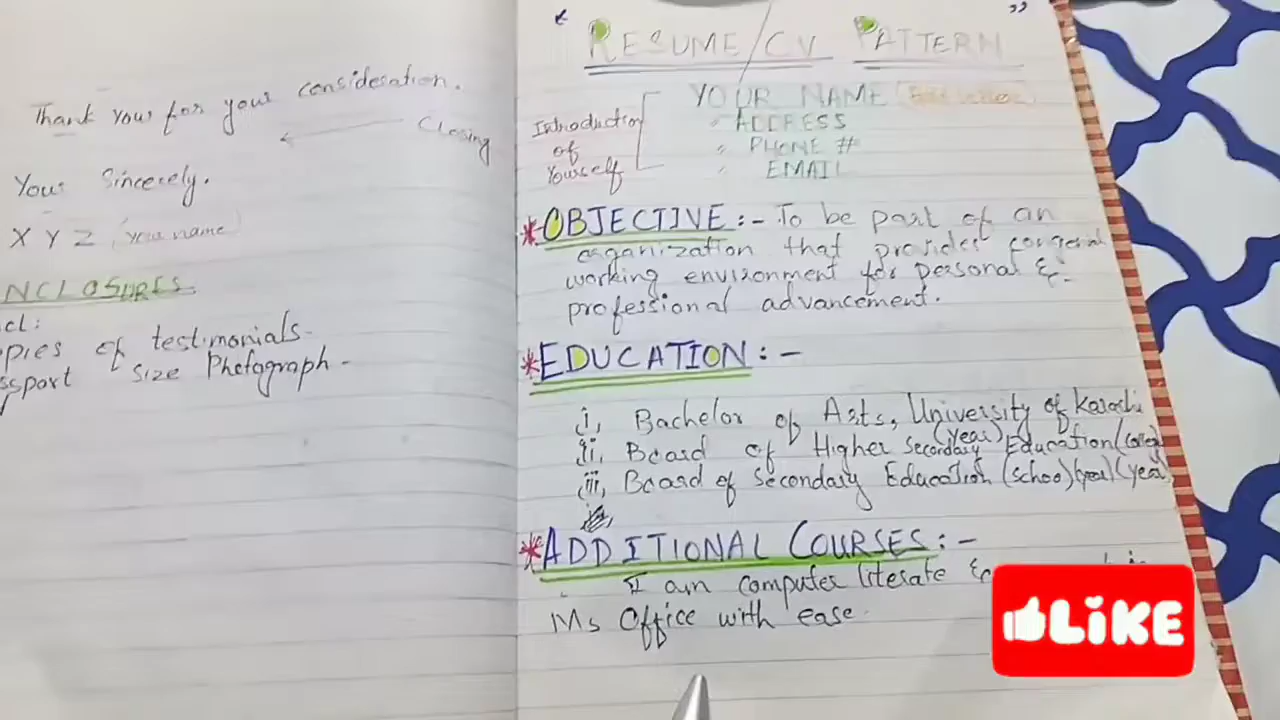 Thank you for your consideration.
Closing
Your Sincerely.
X Y Z (Your name)
NCLOSURES
cl:
pies of testimonials
ssport size Photograph -
" RESUME/CV PATTERN "
Introduction of Yourself
YOUR NAME
" ADDRESS
" PHONE #
" EMAIL
* OBJECTIVE :- To be part of an
organization that provides congenial
working environment for personal &
professional advancement.
* EDUCATION :-
i, Bachelor of Arts, University of Karachi
(year)
ii, Board of Higher Secondary Education (college)
iii, Board of Secondary Education (school) (year)
* ADDITIONAL COURSES :-
I am computer literate &
Ms Office with ease.
LIKE